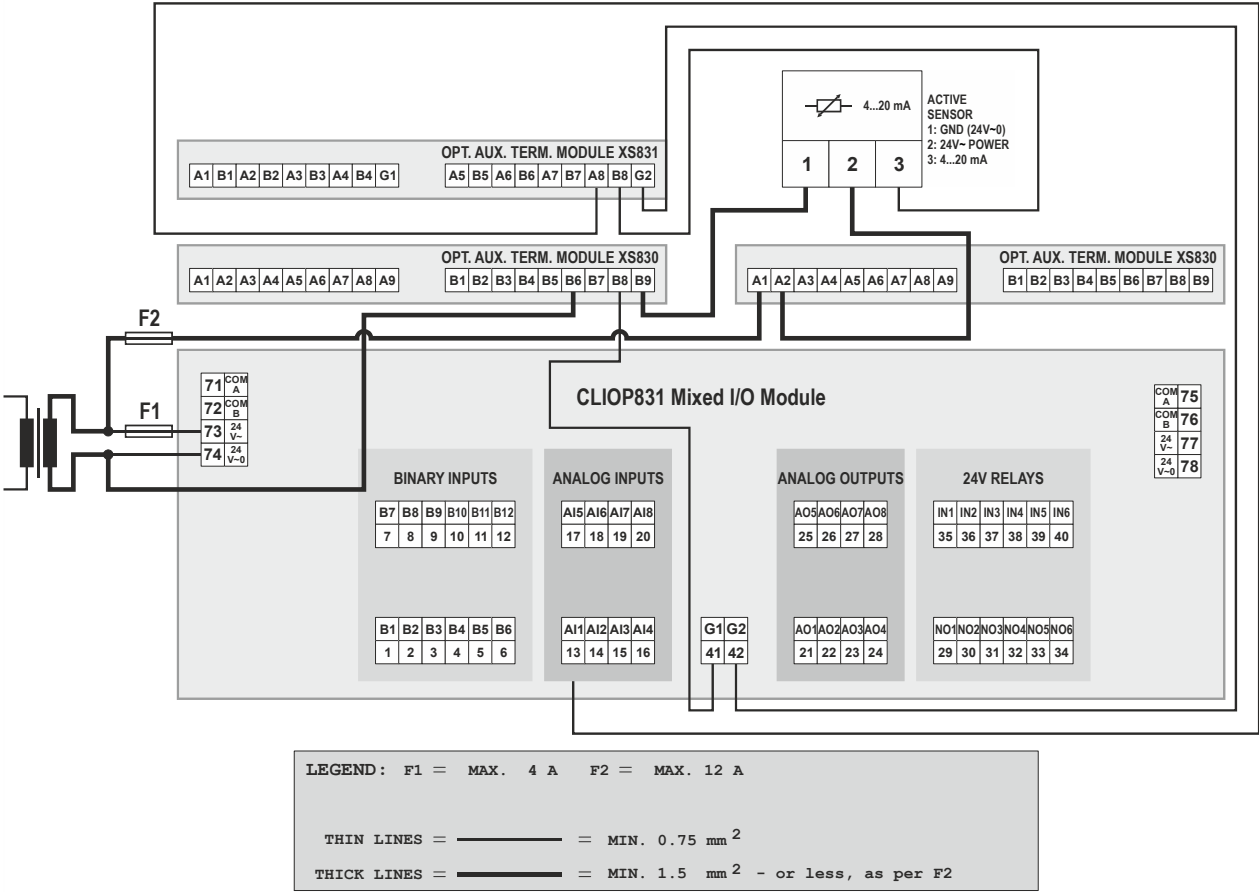 4...20 mA
1 2 3
ACTIVE
SENSOR
1: GND (24V~0)
2: 24V~ POWER
3: 4...20 mA
OPT. AUX. TERM. MODULE XS831
A1 B1 A2 B2 A3 B3 A4 B4 G1
A5 B5 A6 B6 A7 B7 A8 B8 G2
OPT. AUX. TERM. MODULE XS830
A1 A2 A3 A4 A5 A6 A7 A8 A9
B1 B2 B3 B4 B5 B6 B7 B8 B9
OPT. AUX. TERM. MODULE XS830
A1 A2 A3 A4 A5 A6 A7 A8 A9
B1 B2 B3 B4 B5 B6 B7 B8 B9
F2
F1
71 COM A
72 COM B
73 24 V~
74 24 V~0
CLIOP831 Mixed I/O Module
COM A 75
COM B 76
24 V~ 77
24 V~0 78
BINARY INPUTS
B7 B8 B9 B10 B11 B12
7 8 9 10 11 12
B1 B2 B3 B4 B5 B6
1 2 3 4 5 6
ANALOG INPUTS
AI5 AI6 AI7 AI8
17 18 19 20
AI1 AI2 AI3 AI4
13 14 15 16
G1 G2
41 42
ANALOG OUTPUTS
AO5 AO6 AO7 AO8
25 26 27 28
AO1 AO2 AO3 AO4
21 22 23 24
24V RELAYS
IN1 IN2 IN3 IN4 IN5 IN6
35 36 37 38 39 40
NO1 NO2 NO3 NO4 NO5 NO6
29 30 31 32 33 34
LEGEND: F1 = MAX. 4 A F2 = MAX. 12 A
THIN LINES = = MIN. 0.75 mm2
THICK LINES = = MIN. 1.5 mm2 - or less, as per F2